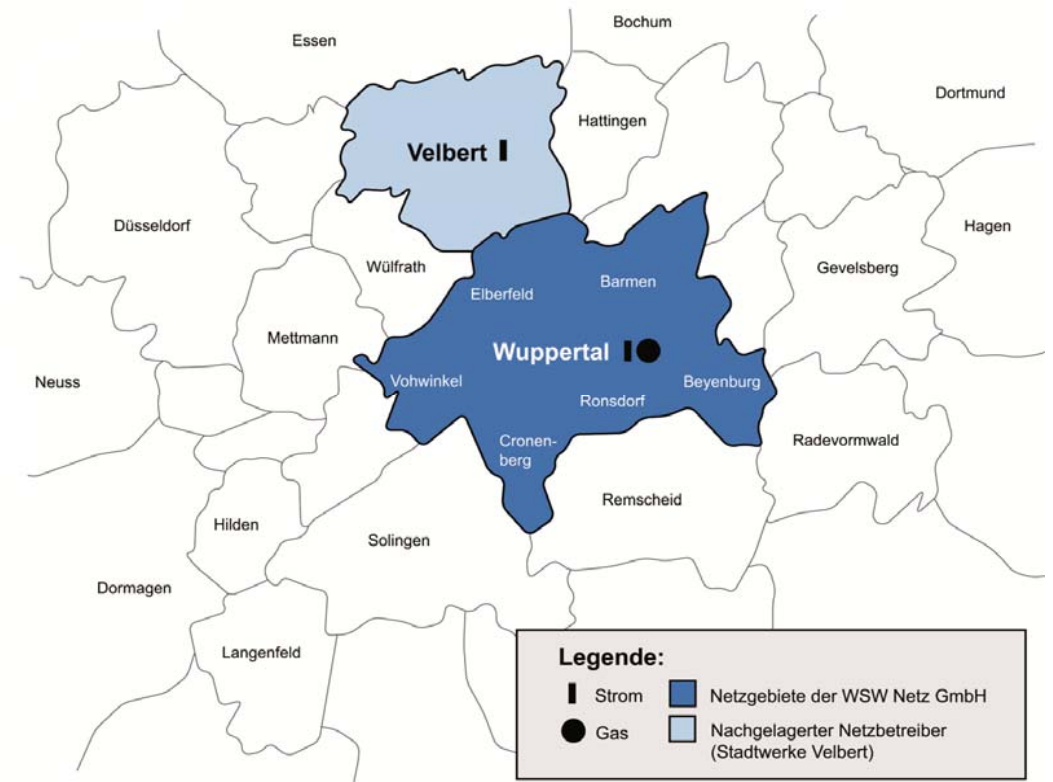 Bochum
Essen
Dortmund
Hattingen
Velbert
Düsseldorf
Hagen
Wülfrath
Gevelsberg
Barmen
Elberfeld
Mettmann
Wuppertal
Neuss
Vohwinkel
Beyenburg
Ronsdorf
Cronen-
berg
Radevormwald
Remscheid
Hilden
Solingen
Dormagen
Langenfeld
Legende:
Strom
Netzgebiete der WSW Netz GmbH
Gas
Nachgelagerter Netzbetreiber
(Stadtwerke Velbert)